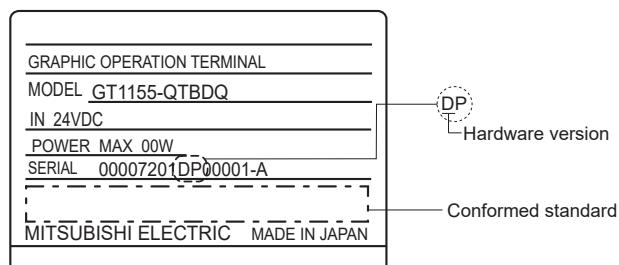 GRAPHIC OPERATION TERMINAL
MODEL GT1155-QTBDQ
IN 24VDC
POWER MAX 00W
SERIAL 00007201DP00001-A
MITSUBISHI ELECTRIC MADE IN JAPAN
DP
Hardware version
Conformed standard